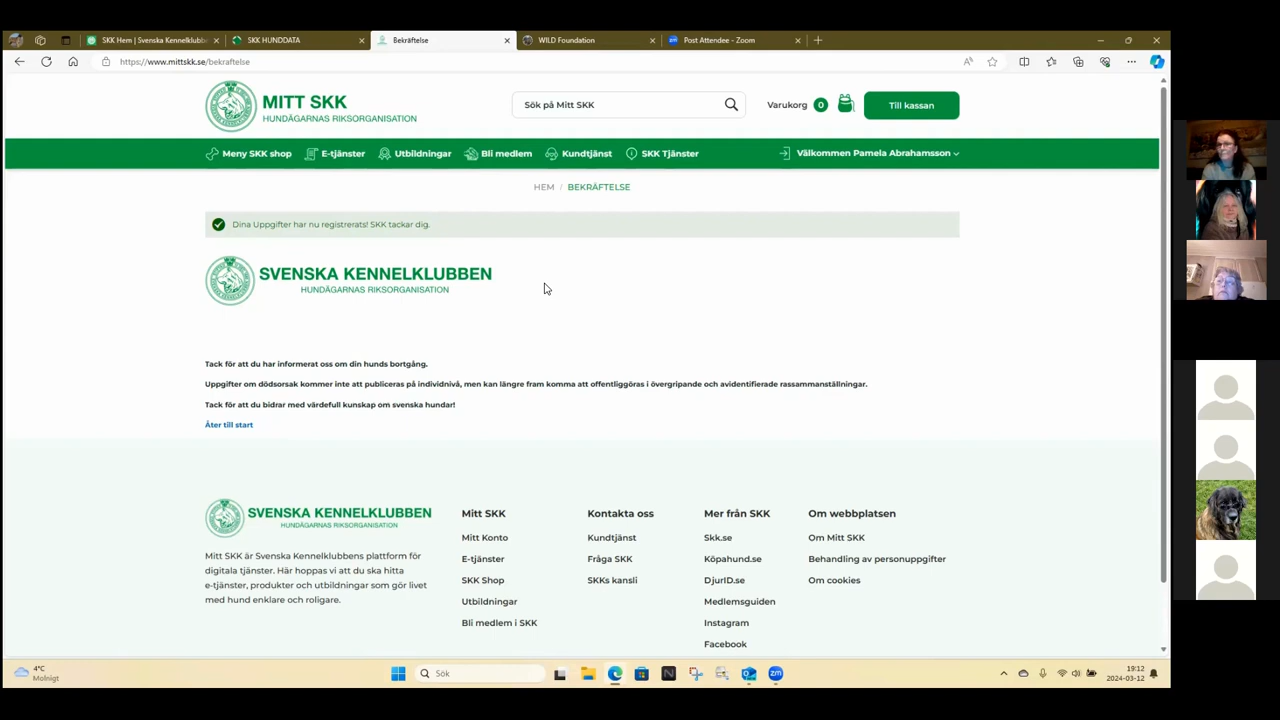 SKK Hem | Svenska Kennelklubbe
SKK HUNDDATA
Bekräftelse
WILD Foundation
Post Attendee - Zoom
https://www.mittskk.se/bekraftelse
MITT SKK
HUNDÄGARNAS RIKSORGANISATION
Sök på Mitt SKK
Varukorg 0
Till kassan
Meny SKK shop
E-tjänster
Utbildningar
Bli medlem
Kundtjänst
SKK Tjänster
Välkommen Pamela Abrahamsson
HEM / BEKRÄFTELSE
Dina Uppgifter har nu registrerats! SKK tackar dig.
SVENSKA KENNELKLUBBEN
HUNDÄGARNAS RIKSORGANISATION
Tack för att du har informerat oss om din hunds bortgång.
Uppgifter om dödsorsak kommer inte att publiceras på individnivå, men kan längre fram komma att offentliggöras i övergripande och avidentifierade rassammanställningar.
Tack för att du bidrar med värdefull kunskap om svenska hundar!
Åter till start
SVENSKA KENNELKLUBBEN
HUNDÄGARNAS RIKSORGANISATION
Mitt SKK är Svenska Kennelklubbens plattform för
digitala tjänster. Här hoppas vi att du ska hitta
e-tjänster, produkter och utbildningar som gör livet
med hund enklare och roligare.
Mitt SKK
Mitt Konto
E-tjänster
SKK Shop
Utbildningar
Bli medlem i SKK
Kontakta oss
Kundtjänst
Fråga SKK
SKKs kansli
Mer från SKK
Skk.se
Köpahund.se
DjurID.se
Medlemsguiden
Instagram
Facebook
Om webbplatsen
Om Mitt SKK
Behandling av personuppgifter
Om cookies
4°C
Molnigt
Sök
zm
19:12
2024-03-12